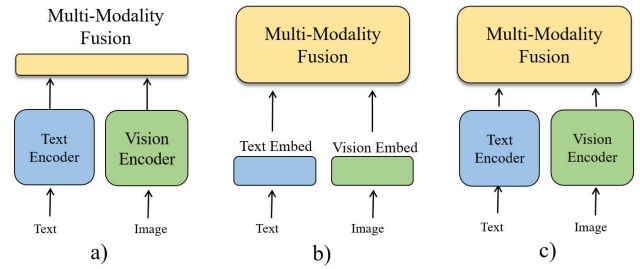 Multi-Modality
Fusion
Text
Encoder
Vision
Encoder
Text
Image
a)
Multi-Modality
Fusion
Text Embed
Vision Embed
Text
Image
b)
Multi-Modality
Fusion
Text
Encoder
Vision
Encoder
Text
Image
c)